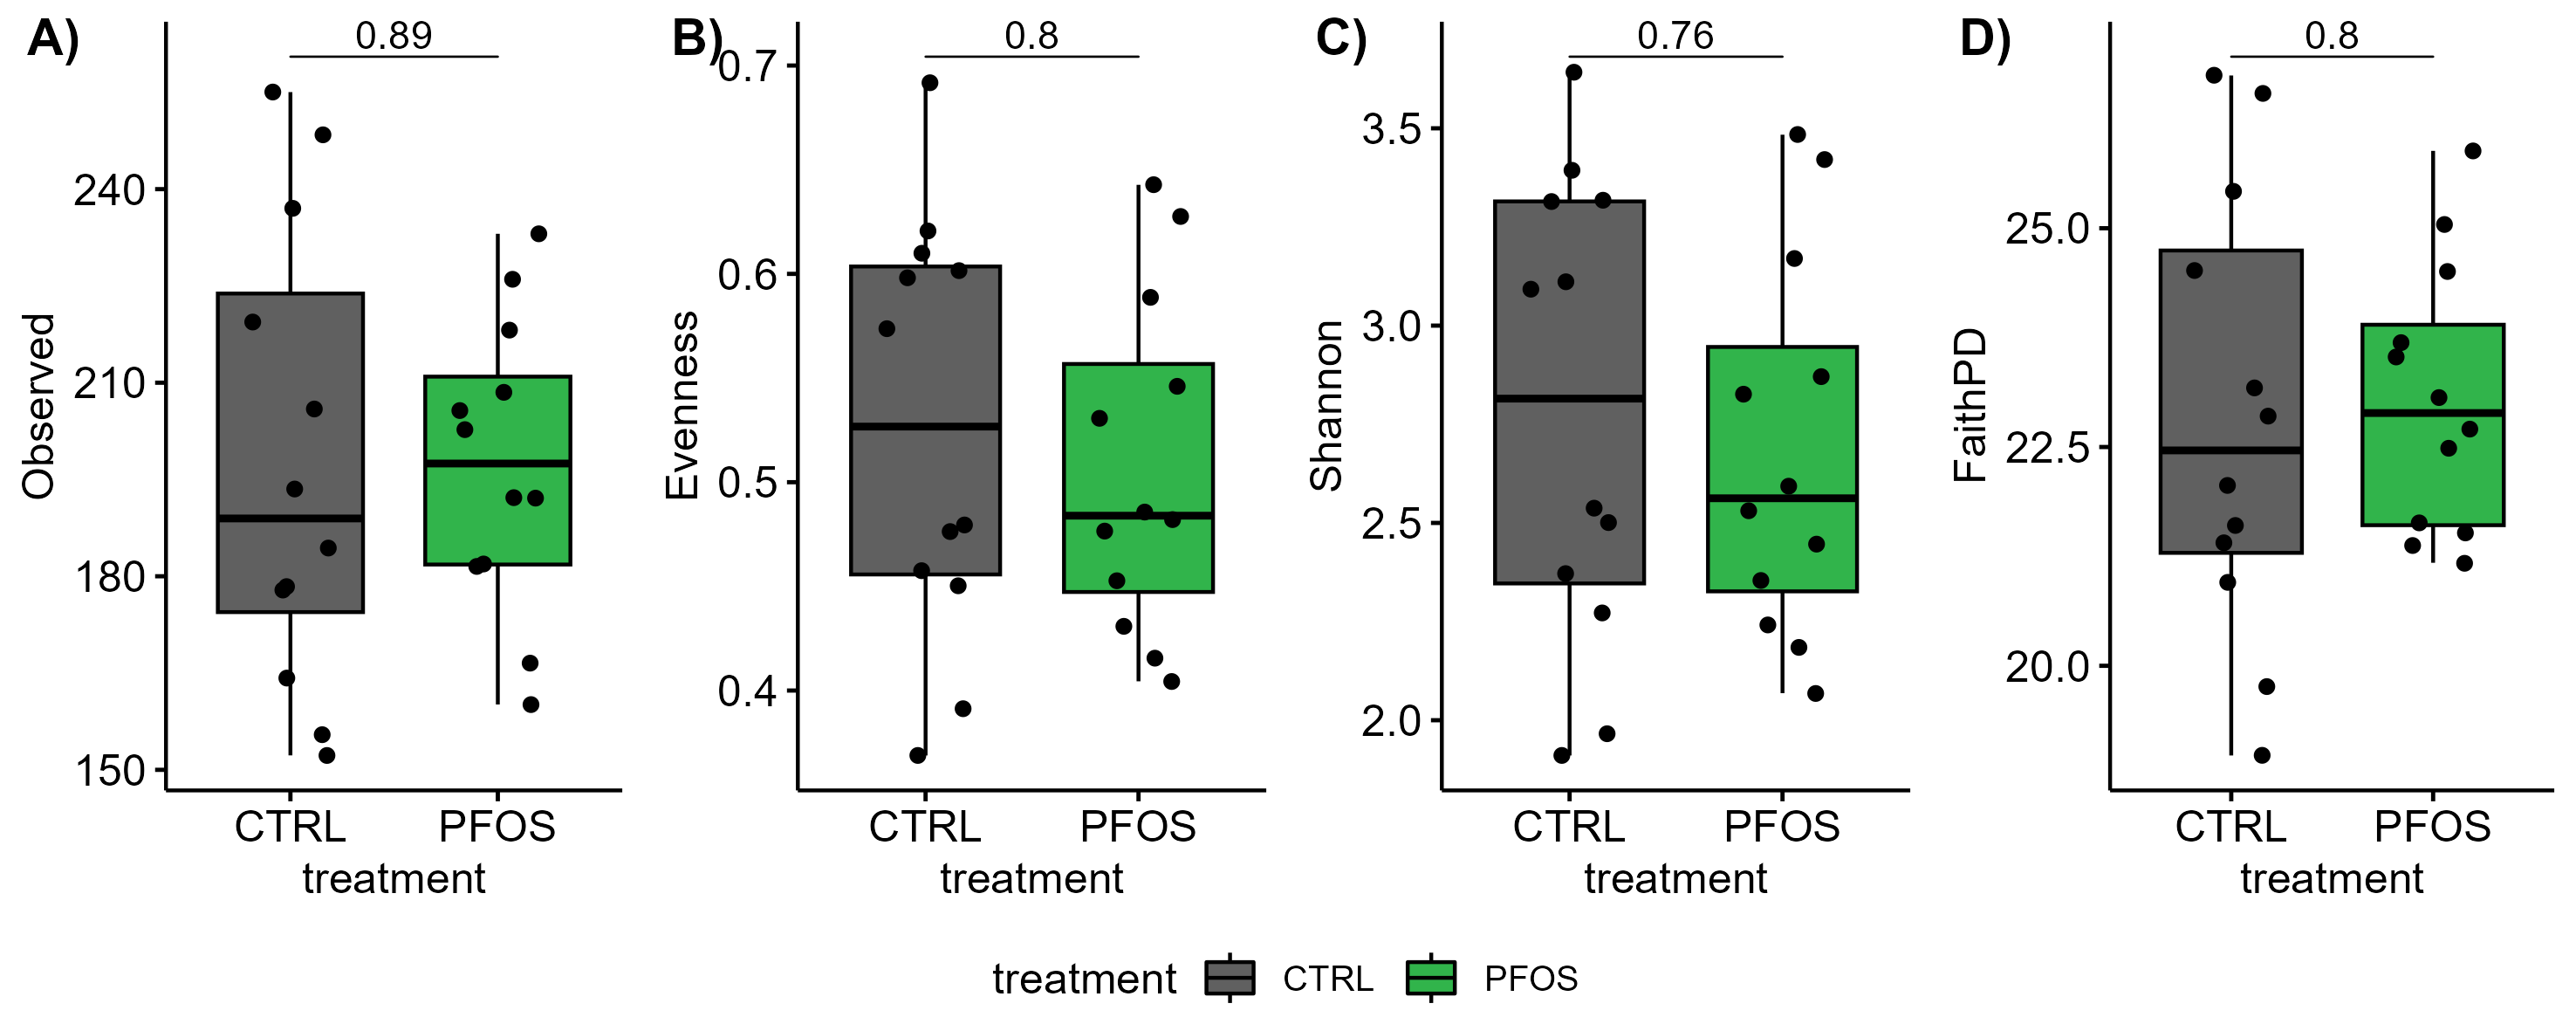 A)
0.89
Observed
240
210
180
150
CTRL PFOS
treatment
B)
0.8
Evenness
0.7
0.6
0.5
0.4
CTRL PFOS
treatment
C)
0.76
Shannon
3.5
3.0
2.5
2.0
CTRL PFOS
treatment
D)
0.8
FaithPD
25.0
22.5
20.0
CTRL PFOS
treatment
treatment CTRL PFOS